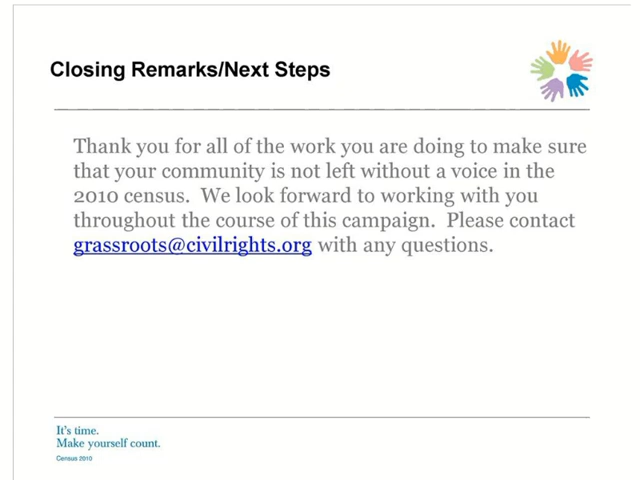 Closing Remarks/Next Steps
Thank you for all of the work you are doing to make sure
that your community is not left without a voice in the
2010 census.  We look forward to working with you
throughout the course of this campaign.  Please contact
grassroots@civilrights.org with any questions.
It's time.
Make yourself count.
Census 2010